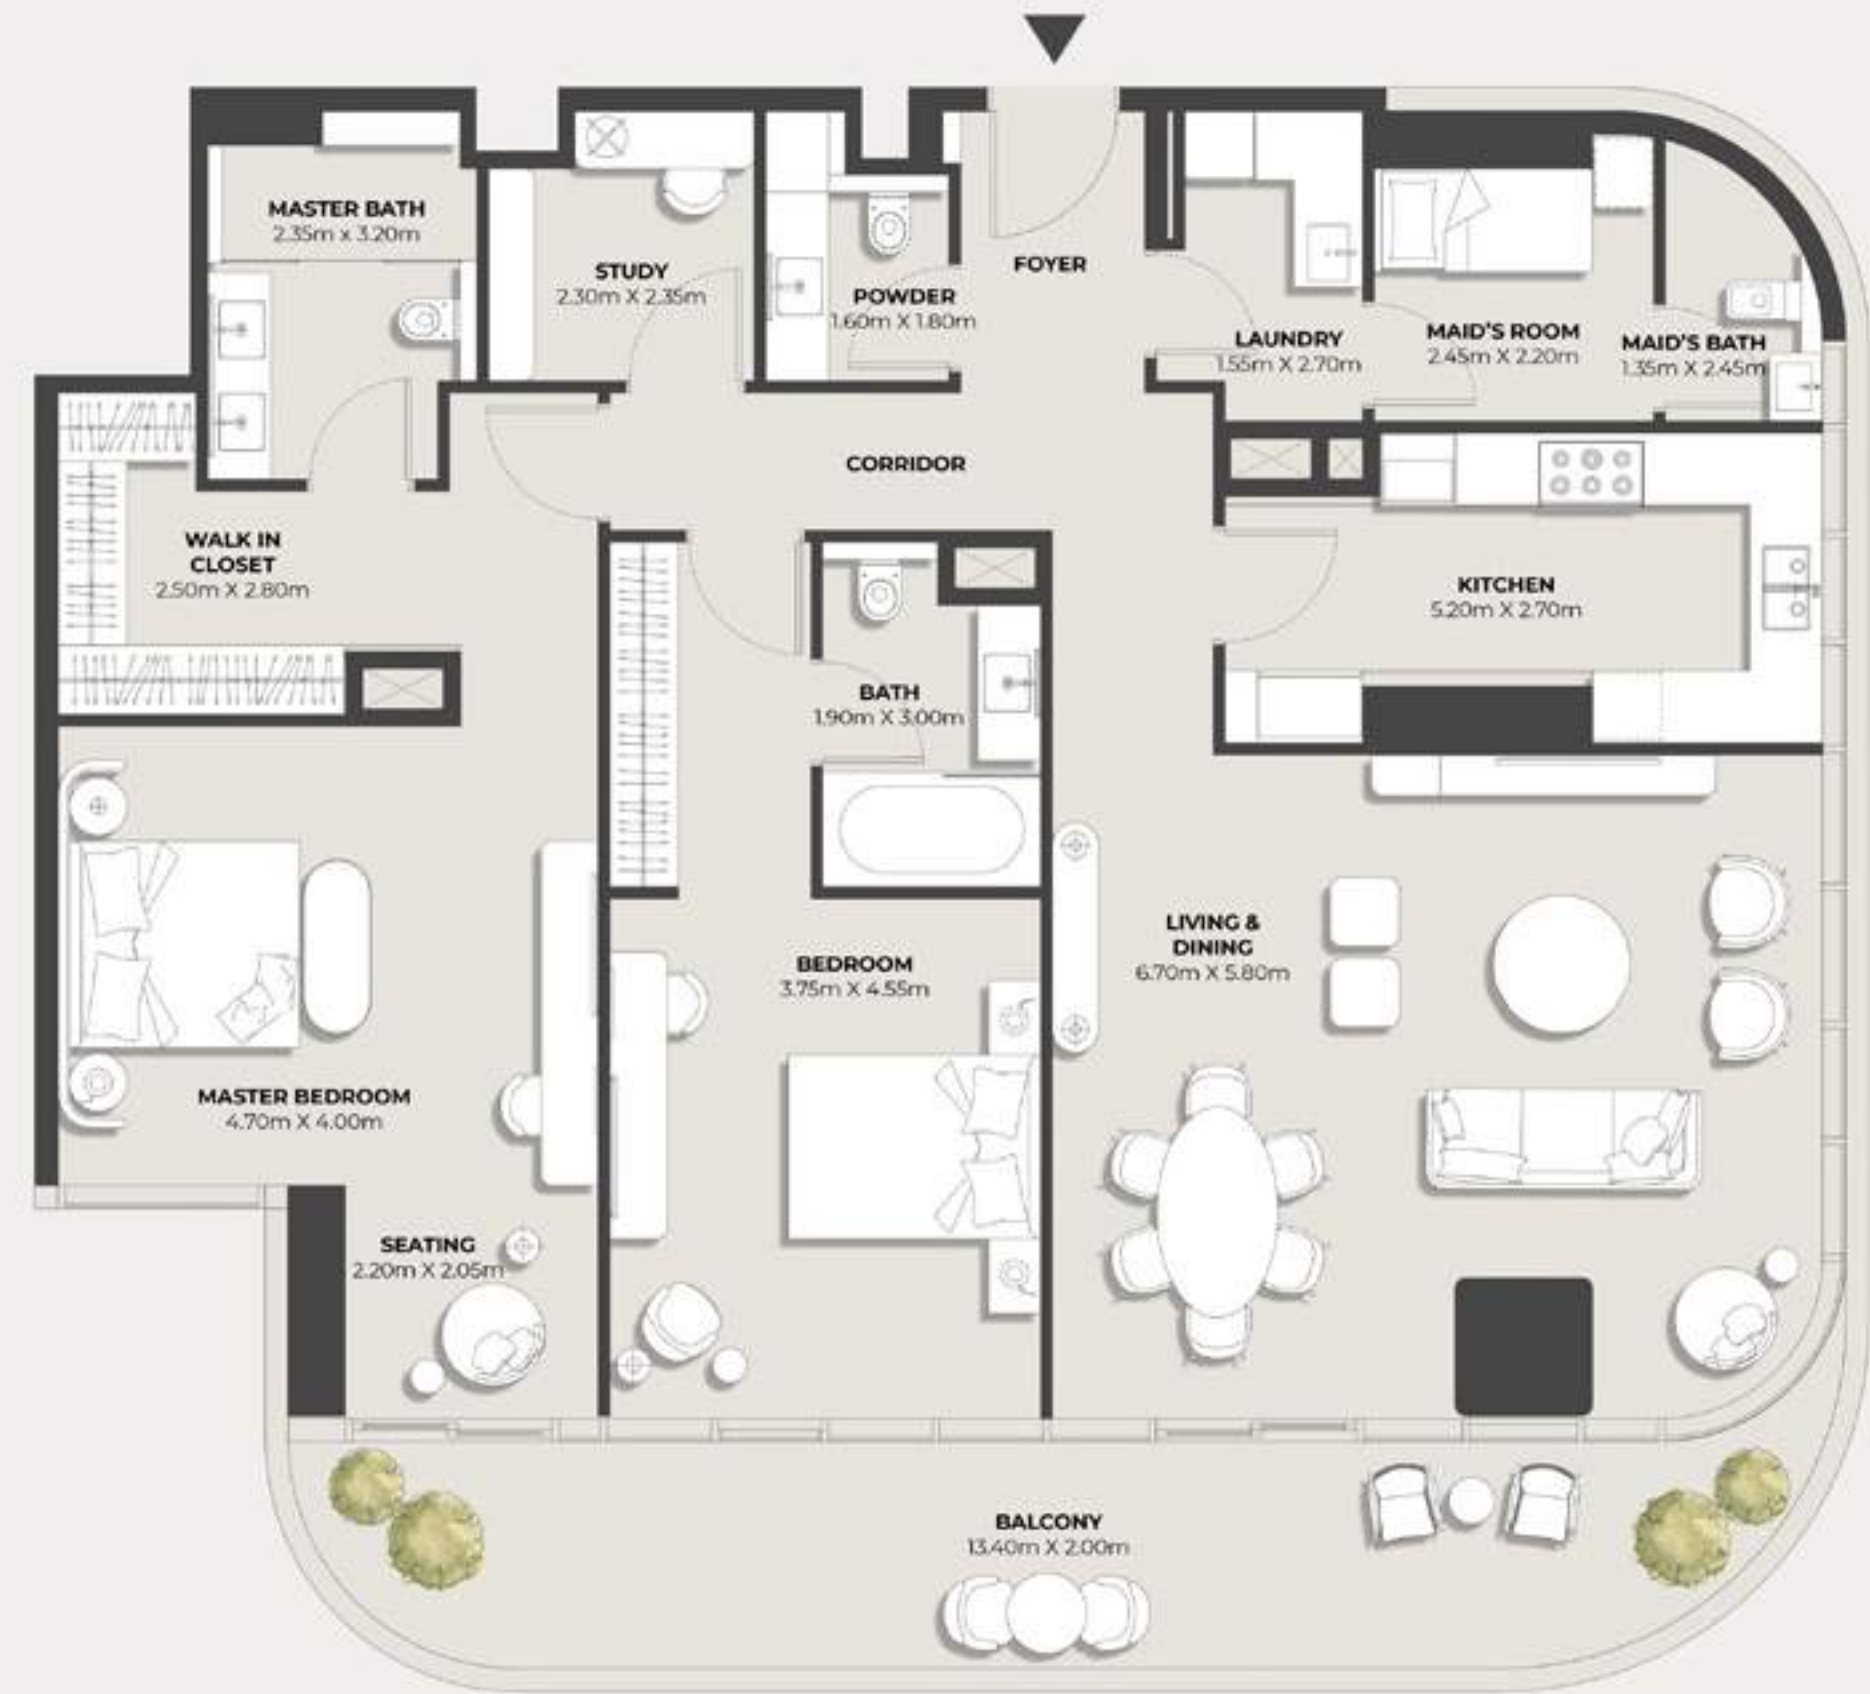 MASTER BATH
2.35m x 3.20m
STUDY
2.30m X 2.35m
POWDER
1.60m X 1.80m
FOYER
LAUNDRY
1.55m X 2.70m
MAID'S ROOM
2.45m X 2.20m
MAID'S BATH
1.35m X 2.45m
CORRIDOR
WALK IN
CLOSET
2.50m X 2.80m
KITCHEN
5.20m X 2.70m
BATH
1.90m X 3.00m
LIVING &
DINING
6.70m X 5.80m
BEDROOM
3.75m X 4.55m
MASTER BEDROOM
4.70m X 4.00m
SEATING
2.20m X 2.05m
BALCONY
13.40m X 2.00m